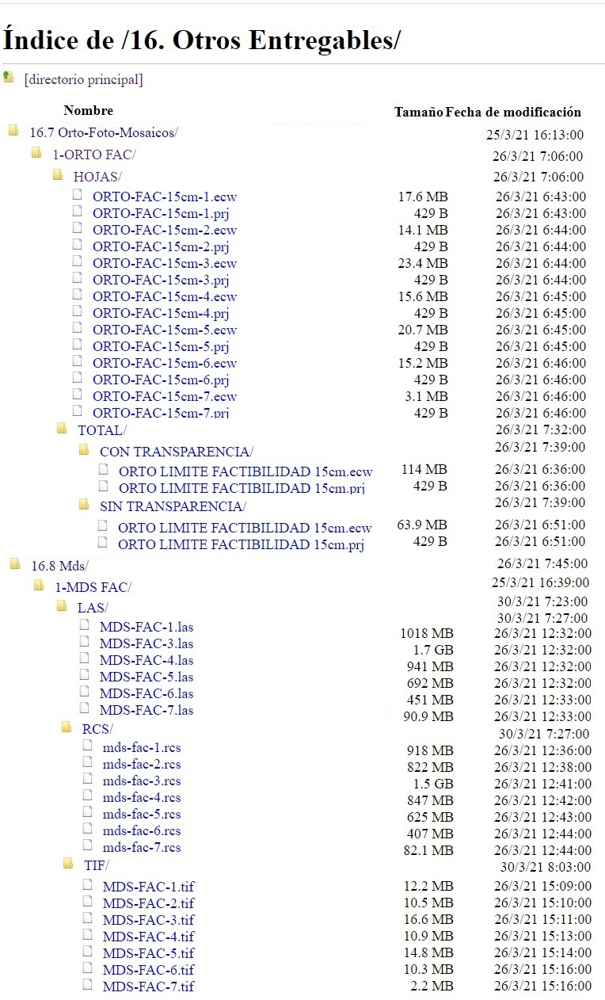 Índice de /16. Otros Entregables/
[directorio principal]
Nombre Tamaño Fecha de modificación
16.7 Orto-Foto-Mosaicos/ 25/3/21 16:13:00
1-ORTO FAC/ 26/3/21 7:06:00
HOJAS/ 26/3/21 7:06:00
ORTO-FAC-15cm-1.ecw 17.6 MB 26/3/21 6:43:00
ORTO-FAC-15cm-1.prj 429 B 26/3/21 6:43:00
ORTO-FAC-15cm-2.ecw 14.1 MB 26/3/21 6:44:00
ORTO-FAC-15cm-2.prj 429 B 26/3/21 6:44:00
ORTO-FAC-15cm-3.ecw 23.4 MB 26/3/21 6:44:00
ORTO-FAC-15cm-3.prj 429 B 26/3/21 6:44:00
ORTO-FAC-15cm-4.ecw 15.6 MB 26/3/21 6:45:00
ORTO-FAC-15cm-4.prj 429 B 26/3/21 6:45:00
ORTO-FAC-15cm-5.ecw 20.7 MB 26/3/21 6:45:00
ORTO-FAC-15cm-5.prj 429 B 26/3/21 6:45:00
ORTO-FAC-15cm-6.ecw 15.2 MB 26/3/21 6:46:00
ORTO-FAC-15cm-6.prj 429 B 26/3/21 6:46:00
ORTO-FAC-15cm-7.ecw 3.1 MB 26/3/21 6:46:00
ORTO-FAC-15cm-7.prj 429 B 26/3/21 6:46:00
TOTAL/ 26/3/21 7:32:00
CON TRANSPARENCIA/ 26/3/21 7:39:00
ORTO LIMITE FACTIBILIDAD 15cm.ecw 114 MB 26/3/21 6:36:00
ORTO LIMITE FACTIBILIDAD 15cm.prj 429 B 26/3/21 6:36:00
SIN TRANSPARENCIA/ 26/3/21 7:39:00
ORTO LIMITE FACTIBILIDAD 15cm.ecw 63.9 MB 26/3/21 6:51:00
ORTO LIMITE FACTIBILIDAD 15cm.prj 429 B 26/3/21 6:51:00
16.8 Mds/ 26/3/21 7:45:00
1-MDS FAC/ 25/3/21 16:39:00
30/3/21 7:23:00
LAS/ 30/3/21 7:27:00
MDS-FAC-1.las 1018 MB 26/3/21 12:32:00
MDS-FAC-3.las 1.7 GB 26/3/21 12:32:00
MDS-FAC-4.las 941 MB 26/3/21 12:32:00
MDS-FAC-5.las 692 MB 26/3/21 12:32:00
MDS-FAC-6.las 451 MB 26/3/21 12:33:00
MDS-FAC-7.las 90.9 MB 26/3/21 12:33:00
RCS/ 30/3/21 7:27:00
mds-fac-1.rcs 918 MB 26/3/21 12:36:00
mds-fac-2.rcs 822 MB 26/3/21 12:38:00
mds-fac-3.rcs 1.5 GB 26/3/21 12:41:00
mds-fac-4.rcs 847 MB 26/3/21 12:42:00
mds-fac-5.rcs 625 MB 26/3/21 12:43:00
mds-fac-6.rcs 407 MB 26/3/21 12:44:00
mds-fac-7.rcs 82.1 MB 26/3/21 12:44:00
TIF/ 30/3/21 8:03:00
MDS-FAC-1.tif 12.2 MB 26/3/21 15:09:00
MDS-FAC-2.tif 10.5 MB 26/3/21 15:10:00
MDS-FAC-3.tif 16.6 MB 26/3/21 15:11:00
MDS-FAC-4.tif 10.9 MB 26/3/21 15:13:00
MDS-FAC-5.tif 14.8 MB 26/3/21 15:14:00
MDS-FAC-6.tif 10.3 MB 26/3/21 15:16:00
MDS-FAC-7.tif 2.2 MB 26/3/21 15:16:00